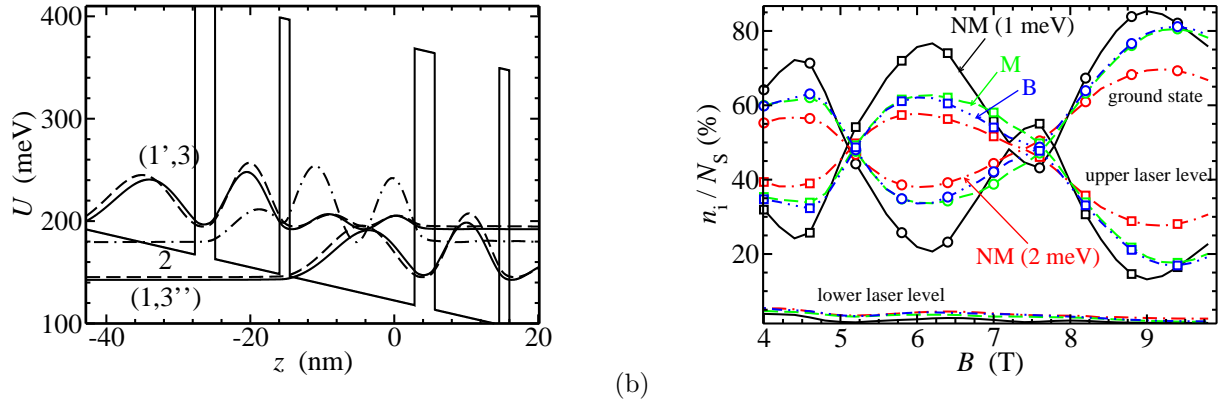 400
300
200
100
U (meV)
(1',3)
2
(1,3'')
−40
−20
0
20
z (nm)
(b)
80
60
40
20
n_i / N_S (%)
NM (1 meV)
M
B
ground state
upper laser level
NM (2 meV)
lower laser level
4
5
6
7
8
9
B (T)